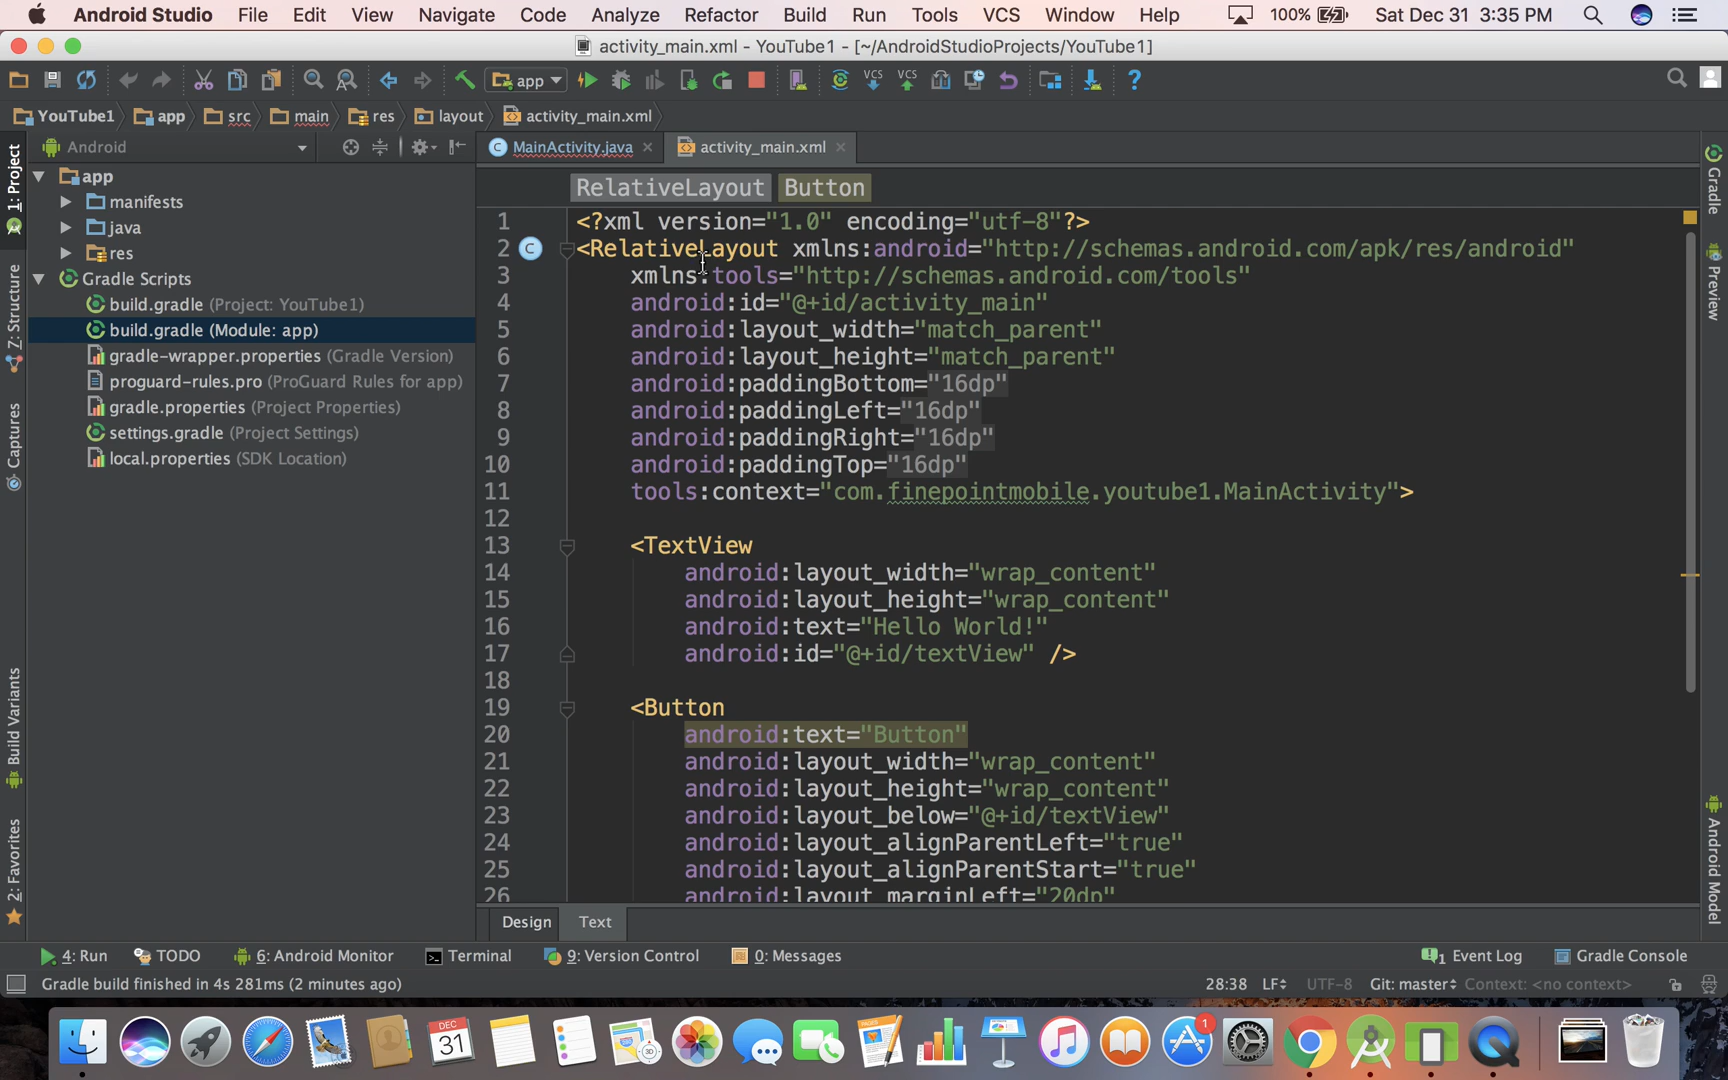 Android Studio File Edit View Navigate Code Analyze Refactor Build Run Tools VCS Window Help 100% Sat Dec 31 3:35 PM
activity_main.xml - YouTube1 - [~/AndroidStudioProjects/YouTube1]
app VCS VCS ?
YouTube1 app src main res layout activity_main.xml
Android
MainActivity.java activity_main.xml
1: Project
Z: Structure
Captures
Build Variants
2: Favorites
app
manifests
java
res
Gradle Scripts
build.gradle (Project: YouTube1)
build.gradle (Module: app)
gradle-wrapper.properties (Gradle Version)
proguard-rules.pro (ProGuard Rules for app)
gradle.properties (Project Properties)
settings.gradle (Project Settings)
local.properties (SDK Location)
RelativeLayout Button
1 <?xml version="1.0" encoding="utf-8"?>
2 C <RelativeLayout xmlns:android="http://schemas.android.com/apk/res/android"
3 xmlns:tools="http://schemas.android.com/tools"
4 android:id="@+id/activity_main"
5 android:layout_width="match_parent"
6 android:layout_height="match_parent"
7 android:paddingBottom="16dp"
8 android:paddingLeft="16dp"
9 android:paddingRight="16dp"
10 android:paddingTop="16dp"
11 tools:context="com.finepointmobile.youtube1.MainActivity">
12
13 <TextView
14 android:layout_width="wrap_content"
15 android:layout_height="wrap_content"
16 android:text="Hello World!"
17 android:id="@+id/textView" />
18
19 <Button
20 android:text="Button"
21 android:layout_width="wrap_content"
22 android:layout_height="wrap_content"
23 android:layout_below="@+id/textView"
24 android:layout_alignParentLeft="true"
25 android:layout_alignParentStart="true"
26 android:layout_marginLeft="20dp"
Gradle
Preview
Android Model
Design Text
4: Run TODO 6: Android Monitor Terminal 9: Version Control 0: Messages 1 Event Log Gradle Console
Gradle build finished in 4s 281ms (2 minutes ago) 28:38 LF UTF-8 Git: master Context: <no context>
DEC
31
3D
1